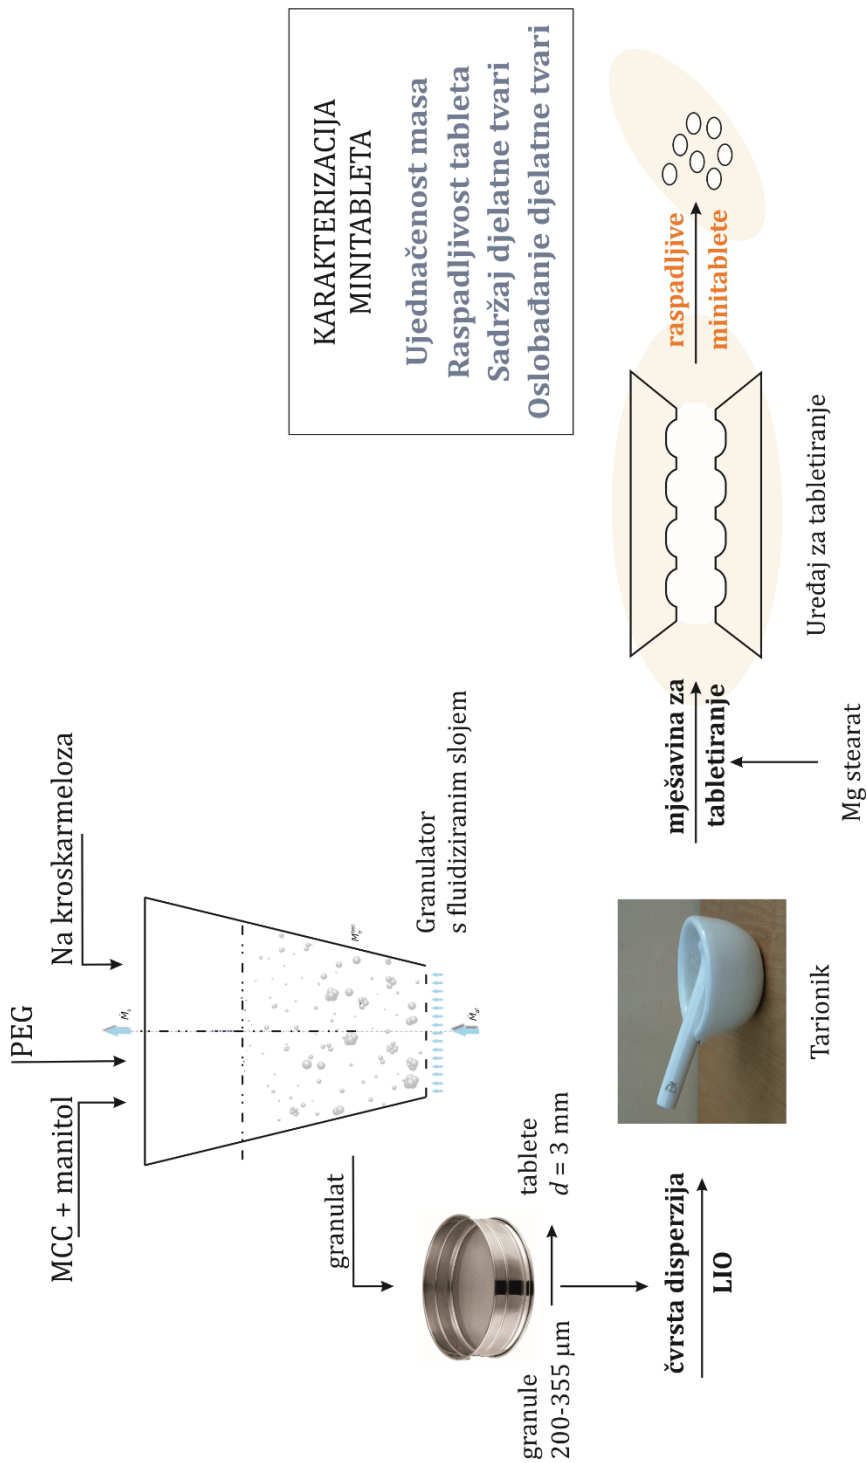 MCC + manitol
PEG
Na kroskarmeloza
Granulator
s fluidiziranim slojem
granulat
granule
200-355 µm
tablete
d = 3 mm
čvrsta disperzija
LIO
Tarionik
mješavina za
tabletiranje
Mg stearat
Uređaj za tabletiranje
raspadljive
minitablete
KARAKTERIZACIJA
MINITABLETA
Ujednačenost masa
Raspadljivost tableta
Sadržaj djelatne tvari
Oslobađanje djelatne tvari